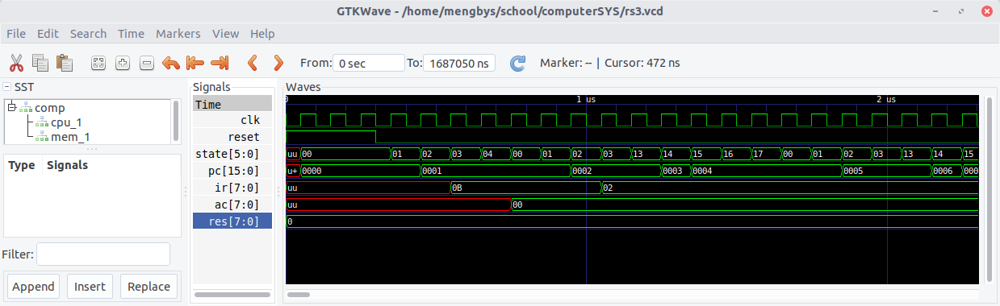 GTKWave - /home/mengbys/school/computerSYS/rs3.vcd
File Edit Search Time Markers View Help
From: 0 sec To: 1687050 ns Marker: -- | Cursor: 472 ns
SST
comp
cpu_1
mem_1
Type Signals
Filter:
Append Insert Replace
Signals
Time
clk
reset
state[5:0]
pc[15:0]
ir[7:0]
ac[7:0]
res[7:0]
Waves
0 1 us 2 us
uu 00 01 02 03 04 00 01 02 03 13 14 15 16 17 00 01 02 03 13 14 15
u+ 0000 0001 0002 0003 0004 0005 0006 000
uu 0B 02
uu 00
0